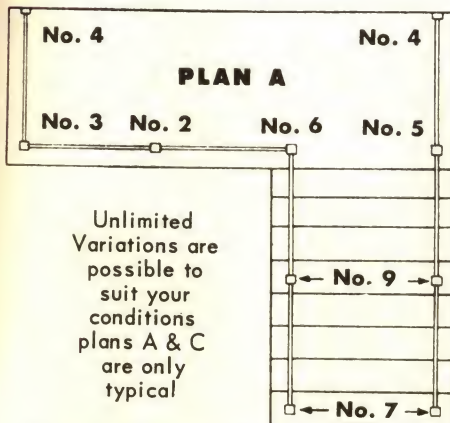 No. 4 No. 4
PLAN A
No. 3 No. 2 No. 6 No. 5
Unlimited
Variations are
possible to
suit your
conditions
plans A & C
are only
typical
No. 9
No. 7